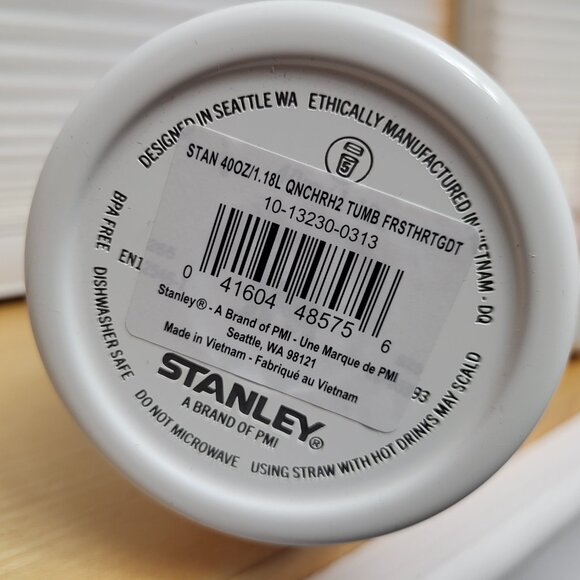 DESIGNED IN SEATTLE WA ETHICALLY MANUFACTURED IN VIETNAM - DQ
STAN 40OZ/1.18L QNCHRH2 TUMB FRSTHRTGDT
10-13230-0313
0 41604 48575 6
Stanley® - A Brand of PMI - Une Marque de PMI
Seattle, WA 98121
Made in Vietnam - Fabriqué au Vietnam
STANLEY®
A BRAND OF PMI
BPA FREE DISHWASHER SAFE DO NOT MICROWAVE USING STRAW WITH HOT DRINKS MAY SCALD
93